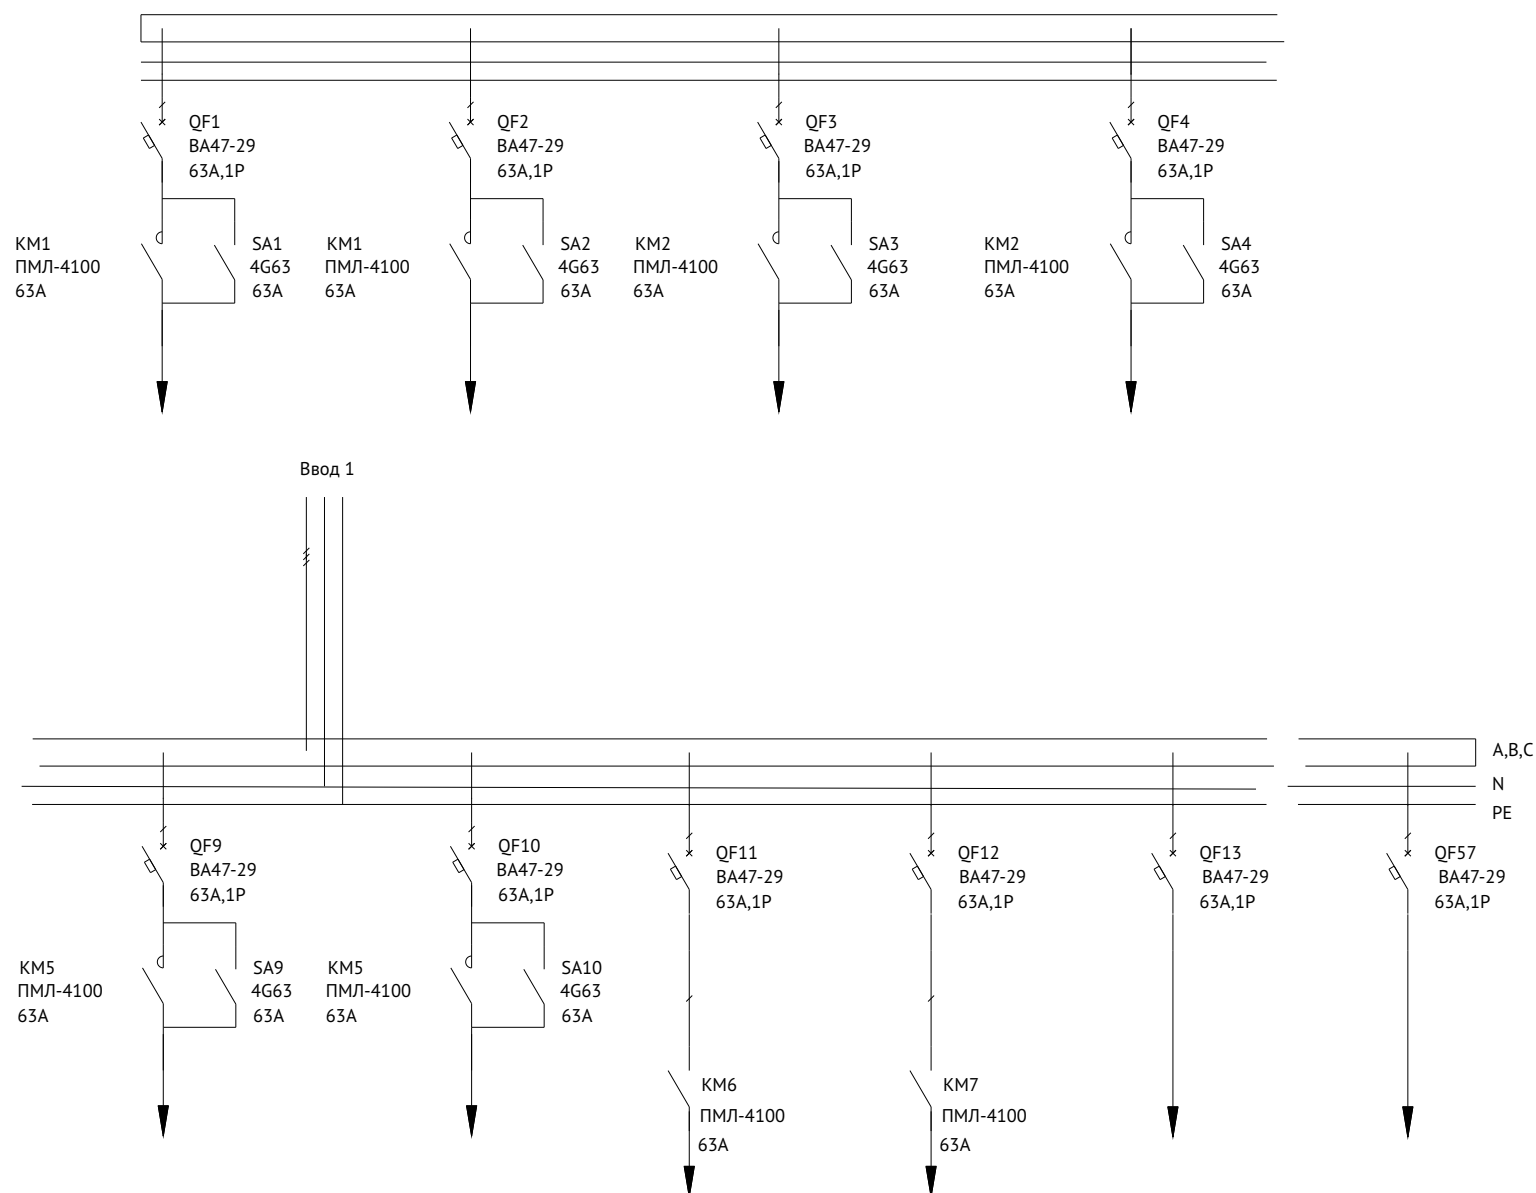 QF1
ВА47-29
63А,1Р
QF2
ВА47-29
63А,1Р
QF3
ВА47-29
63А,1Р
QF4
ВА47-29
63А,1Р
КМ1
ПМЛ-4100
63А
SA1
4G63
63А
КМ1
ПМЛ-4100
63А
SA2
4G63
63А
КМ2
ПМЛ-4100
63А
SA3
4G63
63А
КМ2
ПМЛ-4100
63А
SA4
4G63
63А
Ввод 1
А,В,С
N
PE
QF9
ВА47-29
63А,1Р
QF10
ВА47-29
63А,1Р
QF11
ВА47-29
63А,1Р
QF12
ВА47-29
63А,1Р
QF13
ВА47-29
63А,1Р
QF57
ВА47-29
63А,1Р
КМ5
ПМЛ-4100
63А
SA9
4G63
63А
КМ5
ПМЛ-4100
63А
SA10
4G63
63А
КМ6
ПМЛ-4100
63А
КМ7
ПМЛ-4100
63А